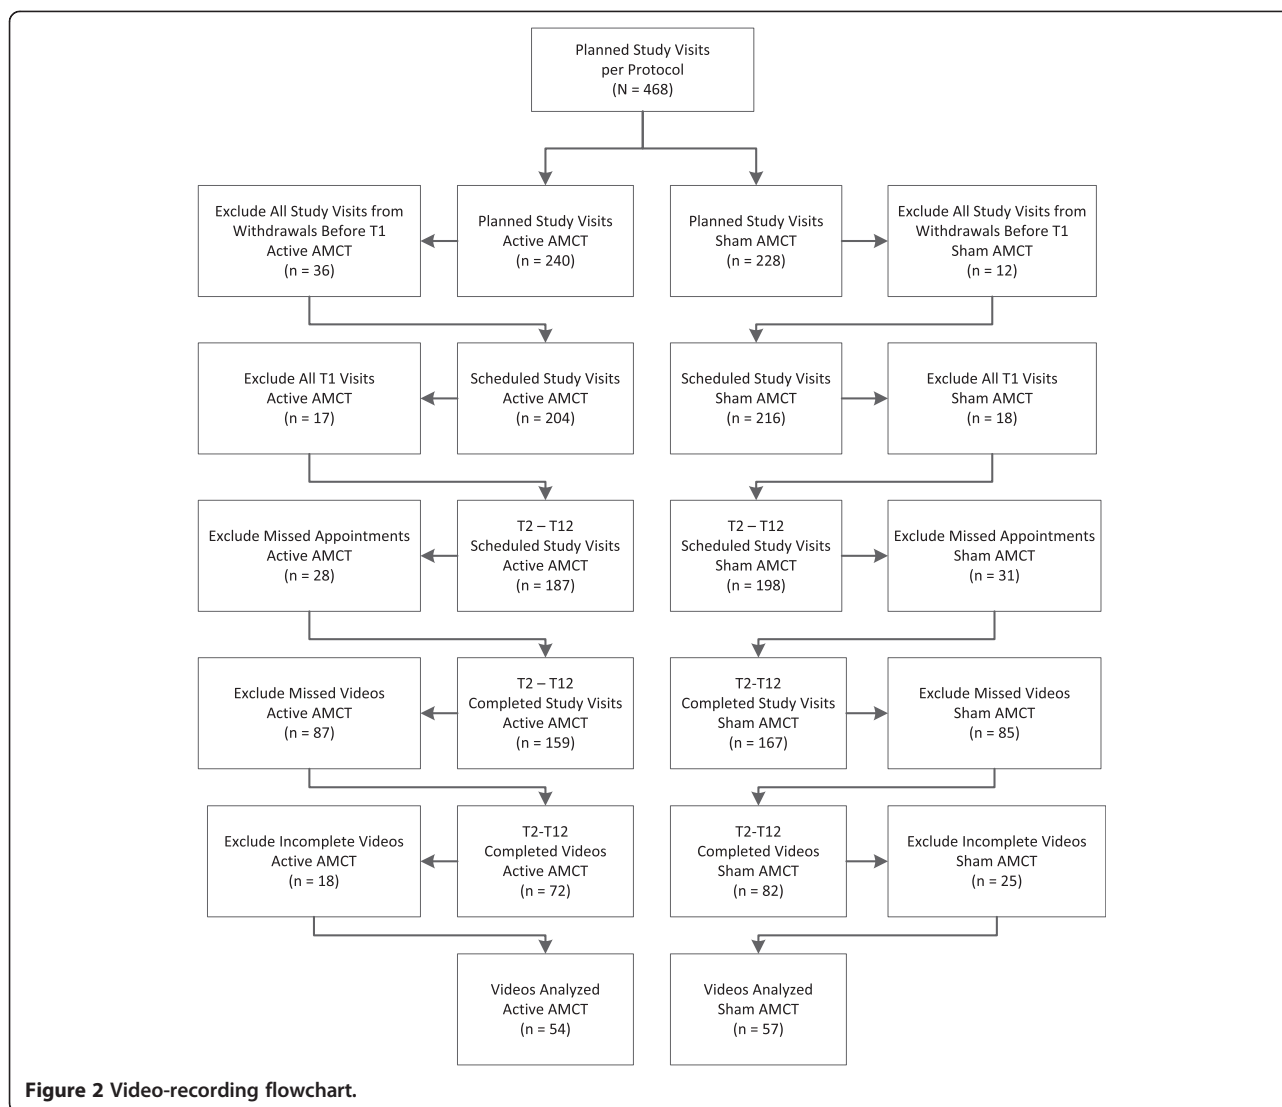 Planned Study Visits
per Protocol
(N = 468)
Exclude All Study Visits from
Withdrawals Before T1
Active AMCT
(n = 36)
Planned Study Visits
Active AMCT
(n = 240)
Planned Study Visits
Sham AMCT
(n = 228)
Exclude All Study Visits from
Withdrawals Before T1
Sham AMCT
(n = 12)
Exclude All T1 Visits
Active AMCT
(n = 17)
Scheduled Study Visits
Active AMCT
(n = 204)
Scheduled Study Visits
Sham AMCT
(n = 216)
Exclude All T1 Visits
Sham AMCT
(n = 18)
Exclude Missed Appointments
Active AMCT
(n = 28)
T2 – T12
Scheduled Study Visits
Active AMCT
(n = 187)
T2 – T12
Scheduled Study Visits
Sham AMCT
(n = 198)
Exclude Missed Appointments
Sham AMCT
(n = 31)
Exclude Missed Videos
Active AMCT
(n = 87)
T2 – T12
Completed Study Visits
Active AMCT
(n = 159)
T2-T12
Completed Study Visits
Sham AMCT
(n = 167)
Exclude Missed Videos
Sham AMCT
(n = 85)
Exclude Incomplete Videos
Active AMCT
(n = 18)
T2-T12
Completed Videos
Active AMCT
(n = 72)
T2-T12
Completed Videos
Sham AMCT
(n = 82)
Exclude Incomplete Videos
Sham AMCT
(n = 25)
Videos Analyzed
Active AMCT
(n = 54)
Videos Analyzed
Sham AMCT
(n = 57)
Figure 2 Video-recording flowchart.